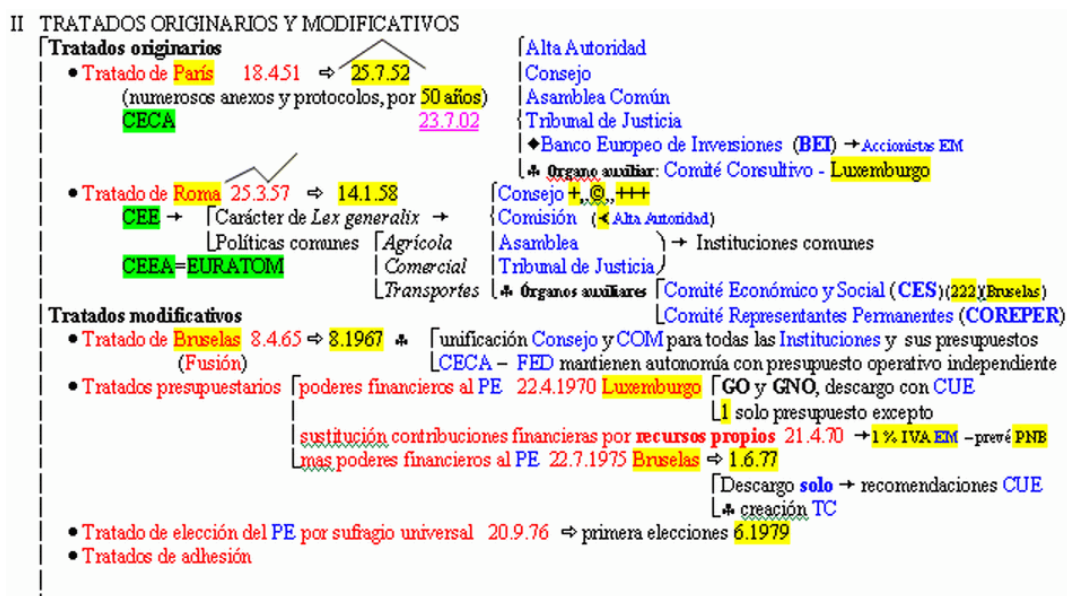 II TRATADOS ORIGINARIOS Y MODIFICATIVOS
Tratados originarios
Alta Autoridad
• Tratado de París 18.4.51 ⇨ 25.7.52
Consejo
(numerosos anexos y protocolos, por 50 años)
Asamblea Común
CECA 23.7.02
Tribunal de Justicia
◆Banco Europeo de Inversiones (BEI) → Accionistas EM
♣ Organo auxiliar: Comité Consultivo - Luxemburgo
• Tratado de Roma 25.3.57 ⇨ 14.1.58
Consejo +,,©,,+++
CEE → Carácter de Lex generalix →
Comisión (≺ Alta Autoridad)
Políticas comunes Agrícola
Asamblea → Instituciones comunes
CEEA=EURATOM Comercial
Tribunal de Justicia
Transportes
♣ Órganos auxiliares Comité Económico y Social (CES)(222)(Bruselas)
Comité Representantes Permanentes (COREPER)
Tratados modificativos
• Tratado de Bruselas 8.4.65 ⇨ 8.1967 ♣ unificación Consejo y COM para todas las Instituciones y sus presupuestos
(Fusión) CECA – FED mantienen autonomía con presupuesto operativo independiente
• Tratados presupuestarios poderes financieros al PE 22.4.1970 Luxemburgo GO y GNO, descargo con CUE
1 solo presupuesto excepto
sustitución contribuciones financieras por recursos propios 21.4.70 → 1 % IVA EM – prevé PNB
mas poderes financieros al PE 22.7.1975 Bruselas ⇨ 1.6.77
Descargo solo → recomendaciones CUE
♣ creación TC
• Tratado de elección del PE por sufragio universal 20.9.76 ⇨ primera elecciones 6.1979
• Tratados de adhesión